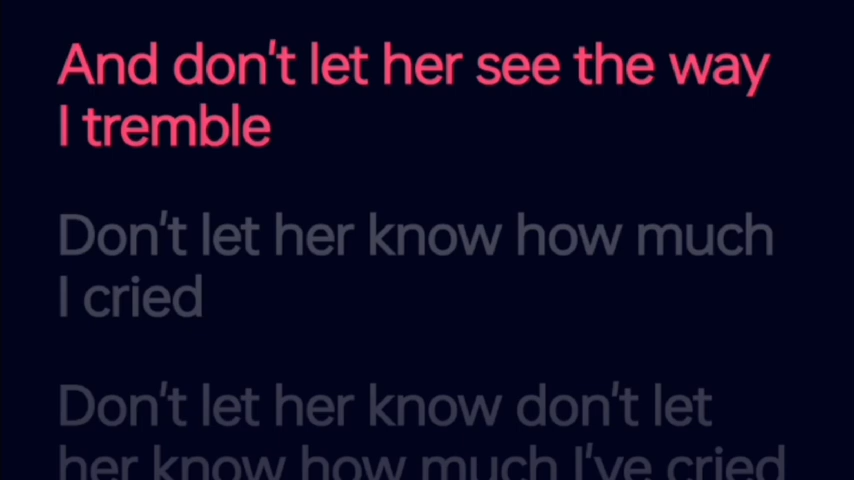 And don't let her see the way
I tremble
Don't let her know how much
I cried
Don't let her know don't let
her know how much I've cried